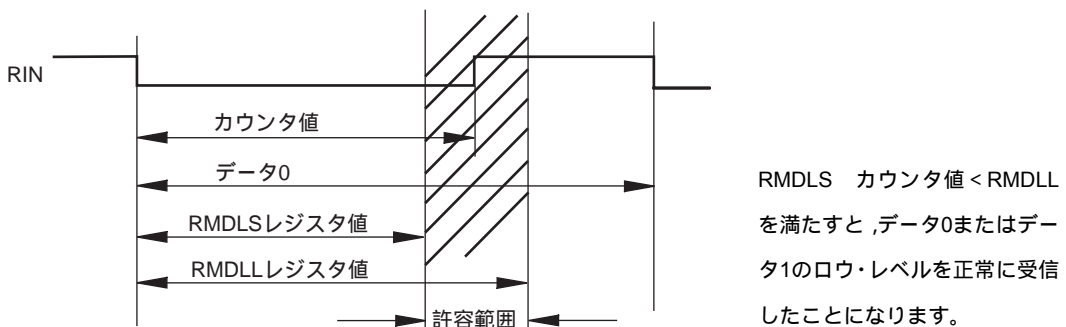 RIN
カウンタ値
データ0
RMDLSレジスタ値
RMDLLレジスタ値
許容範囲
RMDLS　カウンタ値＜RMDLL
を満たすと,データ0またはデー
タ1のロウ・レベルを正常に受信
したことになります。